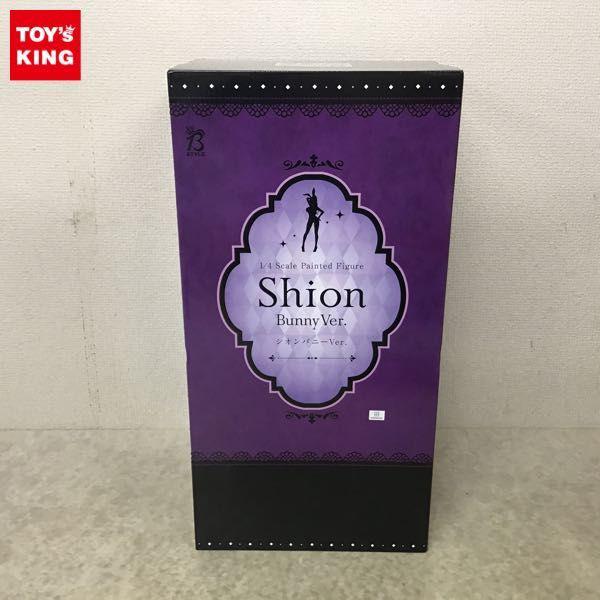 TOY's
KING
B
STYLE
1/4 Scale Painted Figure
Shion
Bunny Ver.
シオンバニーVer.